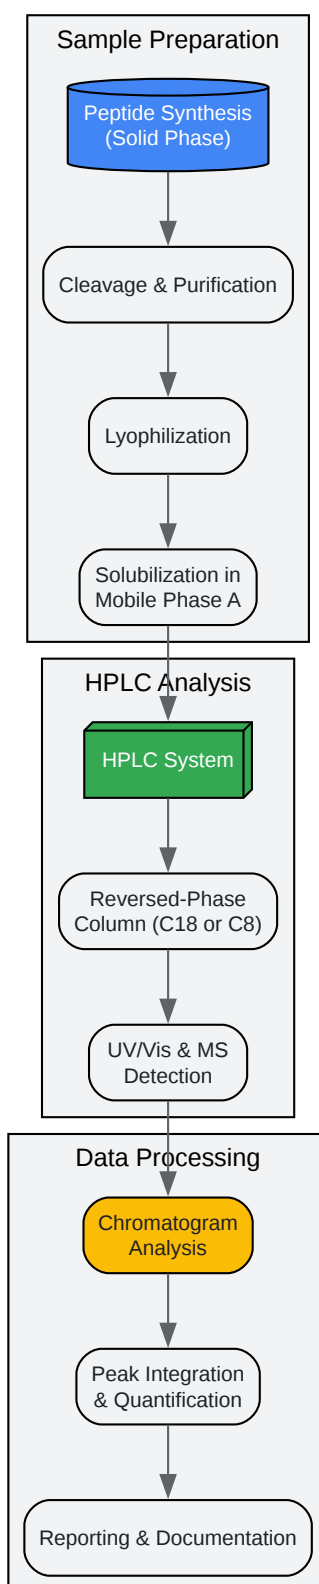 Sample Preparation
Peptide Synthesis
(Solid Phase)
Cleavage & Purification
Lyophilization
Solubilization in
Mobile Phase A
HPLC Analysis
HPLC System
Reversed-Phase
Column (C18 or C8)
UV/Vis & MS
Detection
Data Processing
Chromatogram
Analysis
Peak Integration
& Quantification
Reporting & Documentation